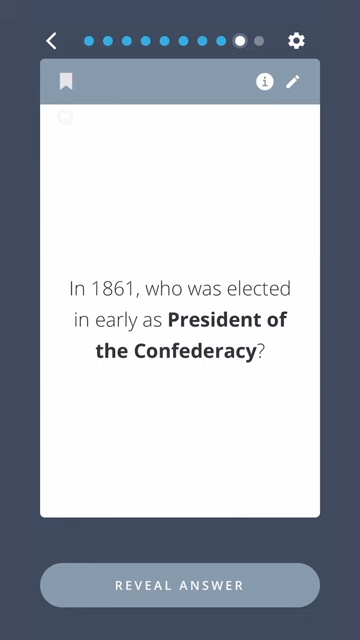 In 1861, who was elected
in early as President of
the Confederacy?
REVEAL ANSWER